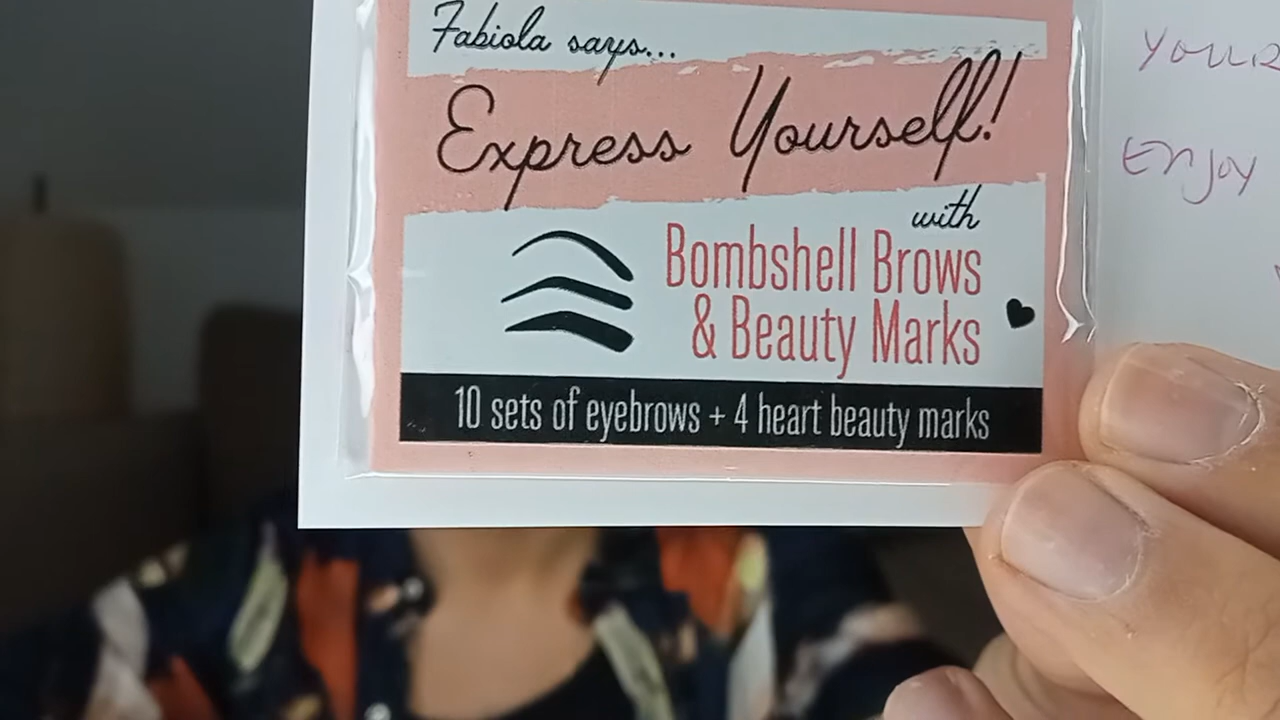 Fabiola says...
Express Yourself!
with
Bombshell Brows
& Beauty Marks
10 sets of eyebrows + 4 heart beauty marks
Enjoy